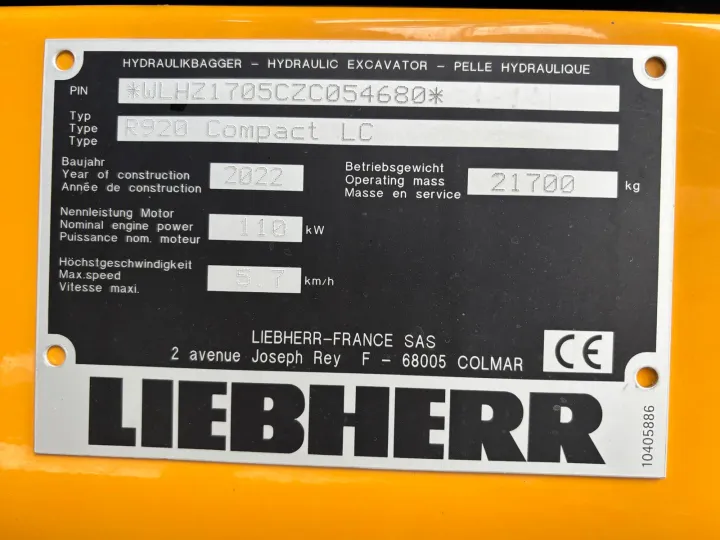 HYDRAULIKBAGGER – HYDRAULIC EXCAVATOR – PELLE HYDRAULIQUE
PIN *WLHZ1705CZC054680*
Typ
Type R920 Compact LC
Type
Baujahr
Year of construction 2022
Année de construction
Betriebsgewicht
Operating mass 21700 kg
Masse en service
Nennleistung Motor
Nominal engine power 110 kW
Puissance nom. moteur
Höchstgeschwindigkeit
Max.speed 5.7 km/h
Vitesse maxi.
LIEBHERR–FRANCE SAS
2 avenue Joseph Rey F – 68005 COLMAR
CE
LIEBHERR
10405886